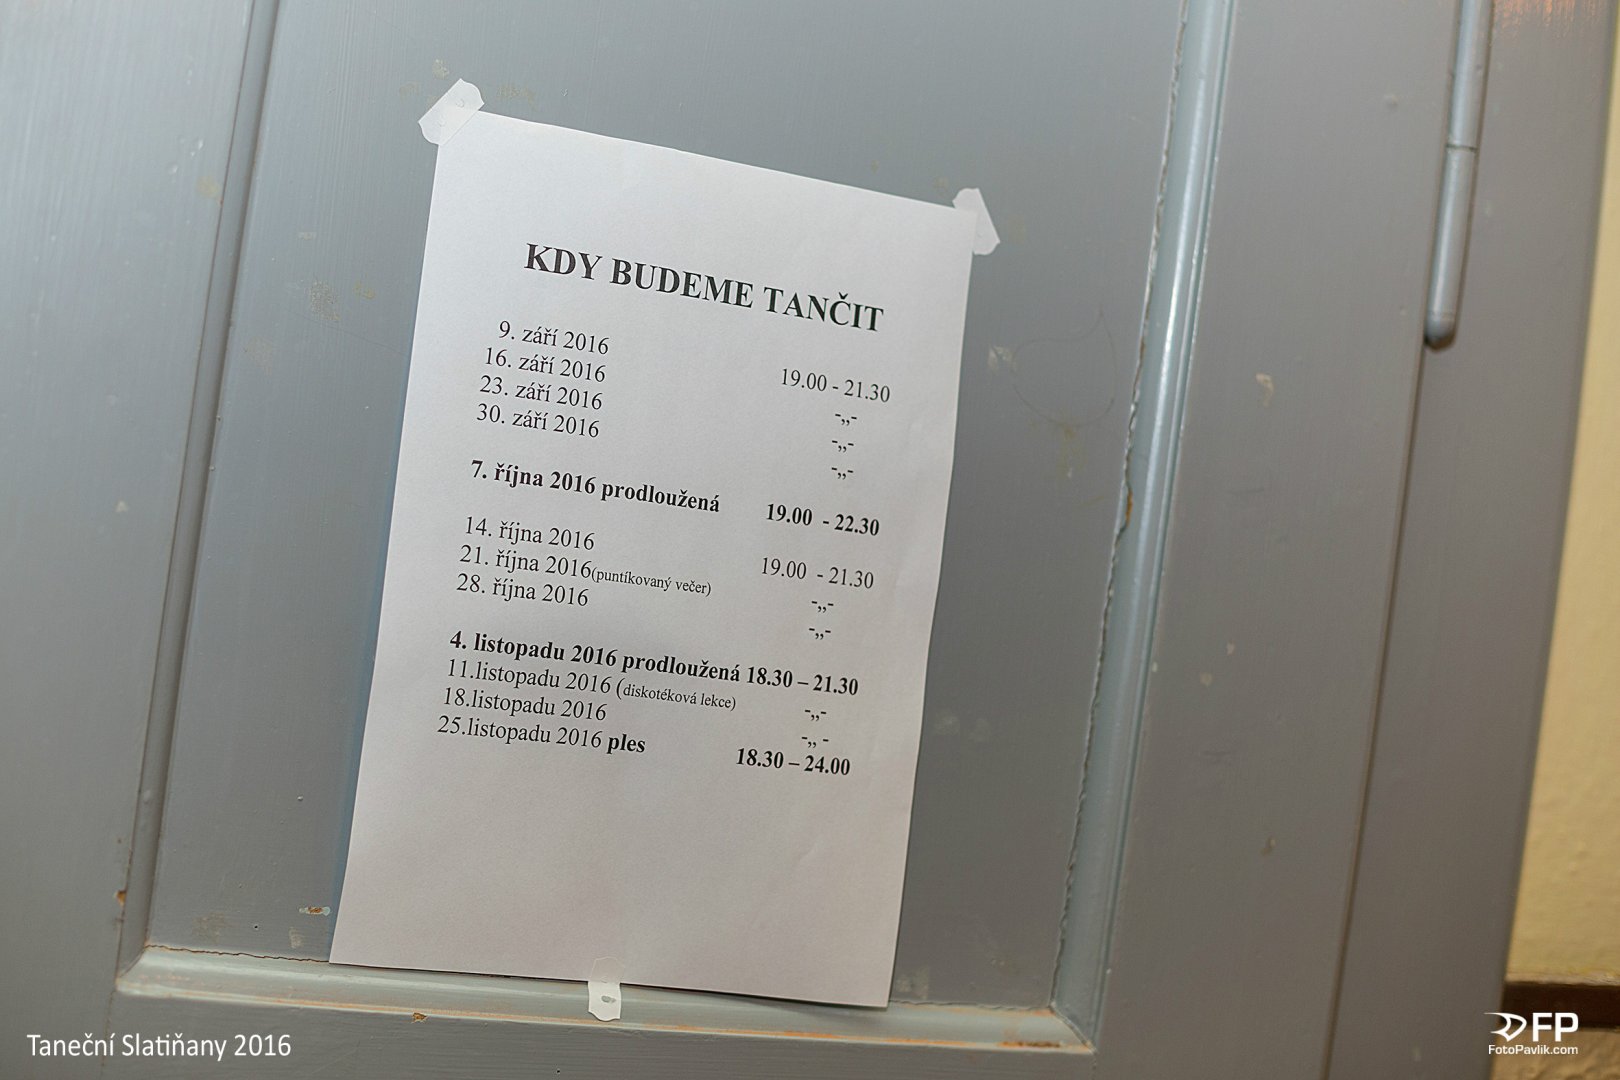 KDY BUDEME TANČIT
9. září 2016 19.00 - 21.30
16. září 2016 -„-
23. září 2016 -„-
30. září 2016 -„-
7. října 2016 prodloužená 19.00 - 22.30
14. října 2016 19.00 - 21.30
21. října 2016(puntíkovaný večer) -„-
28. října 2016 -„-
4. listopadu 2016 prodloužená 18.30 – 21.30
11.listopadu 2016 (diskotéková lekce) -„-
18.listopadu 2016 -„ -
25.listopadu 2016 ples 18.30 – 24.00
Taneční Slatiňany 2016
FP
FotoPavlik.com